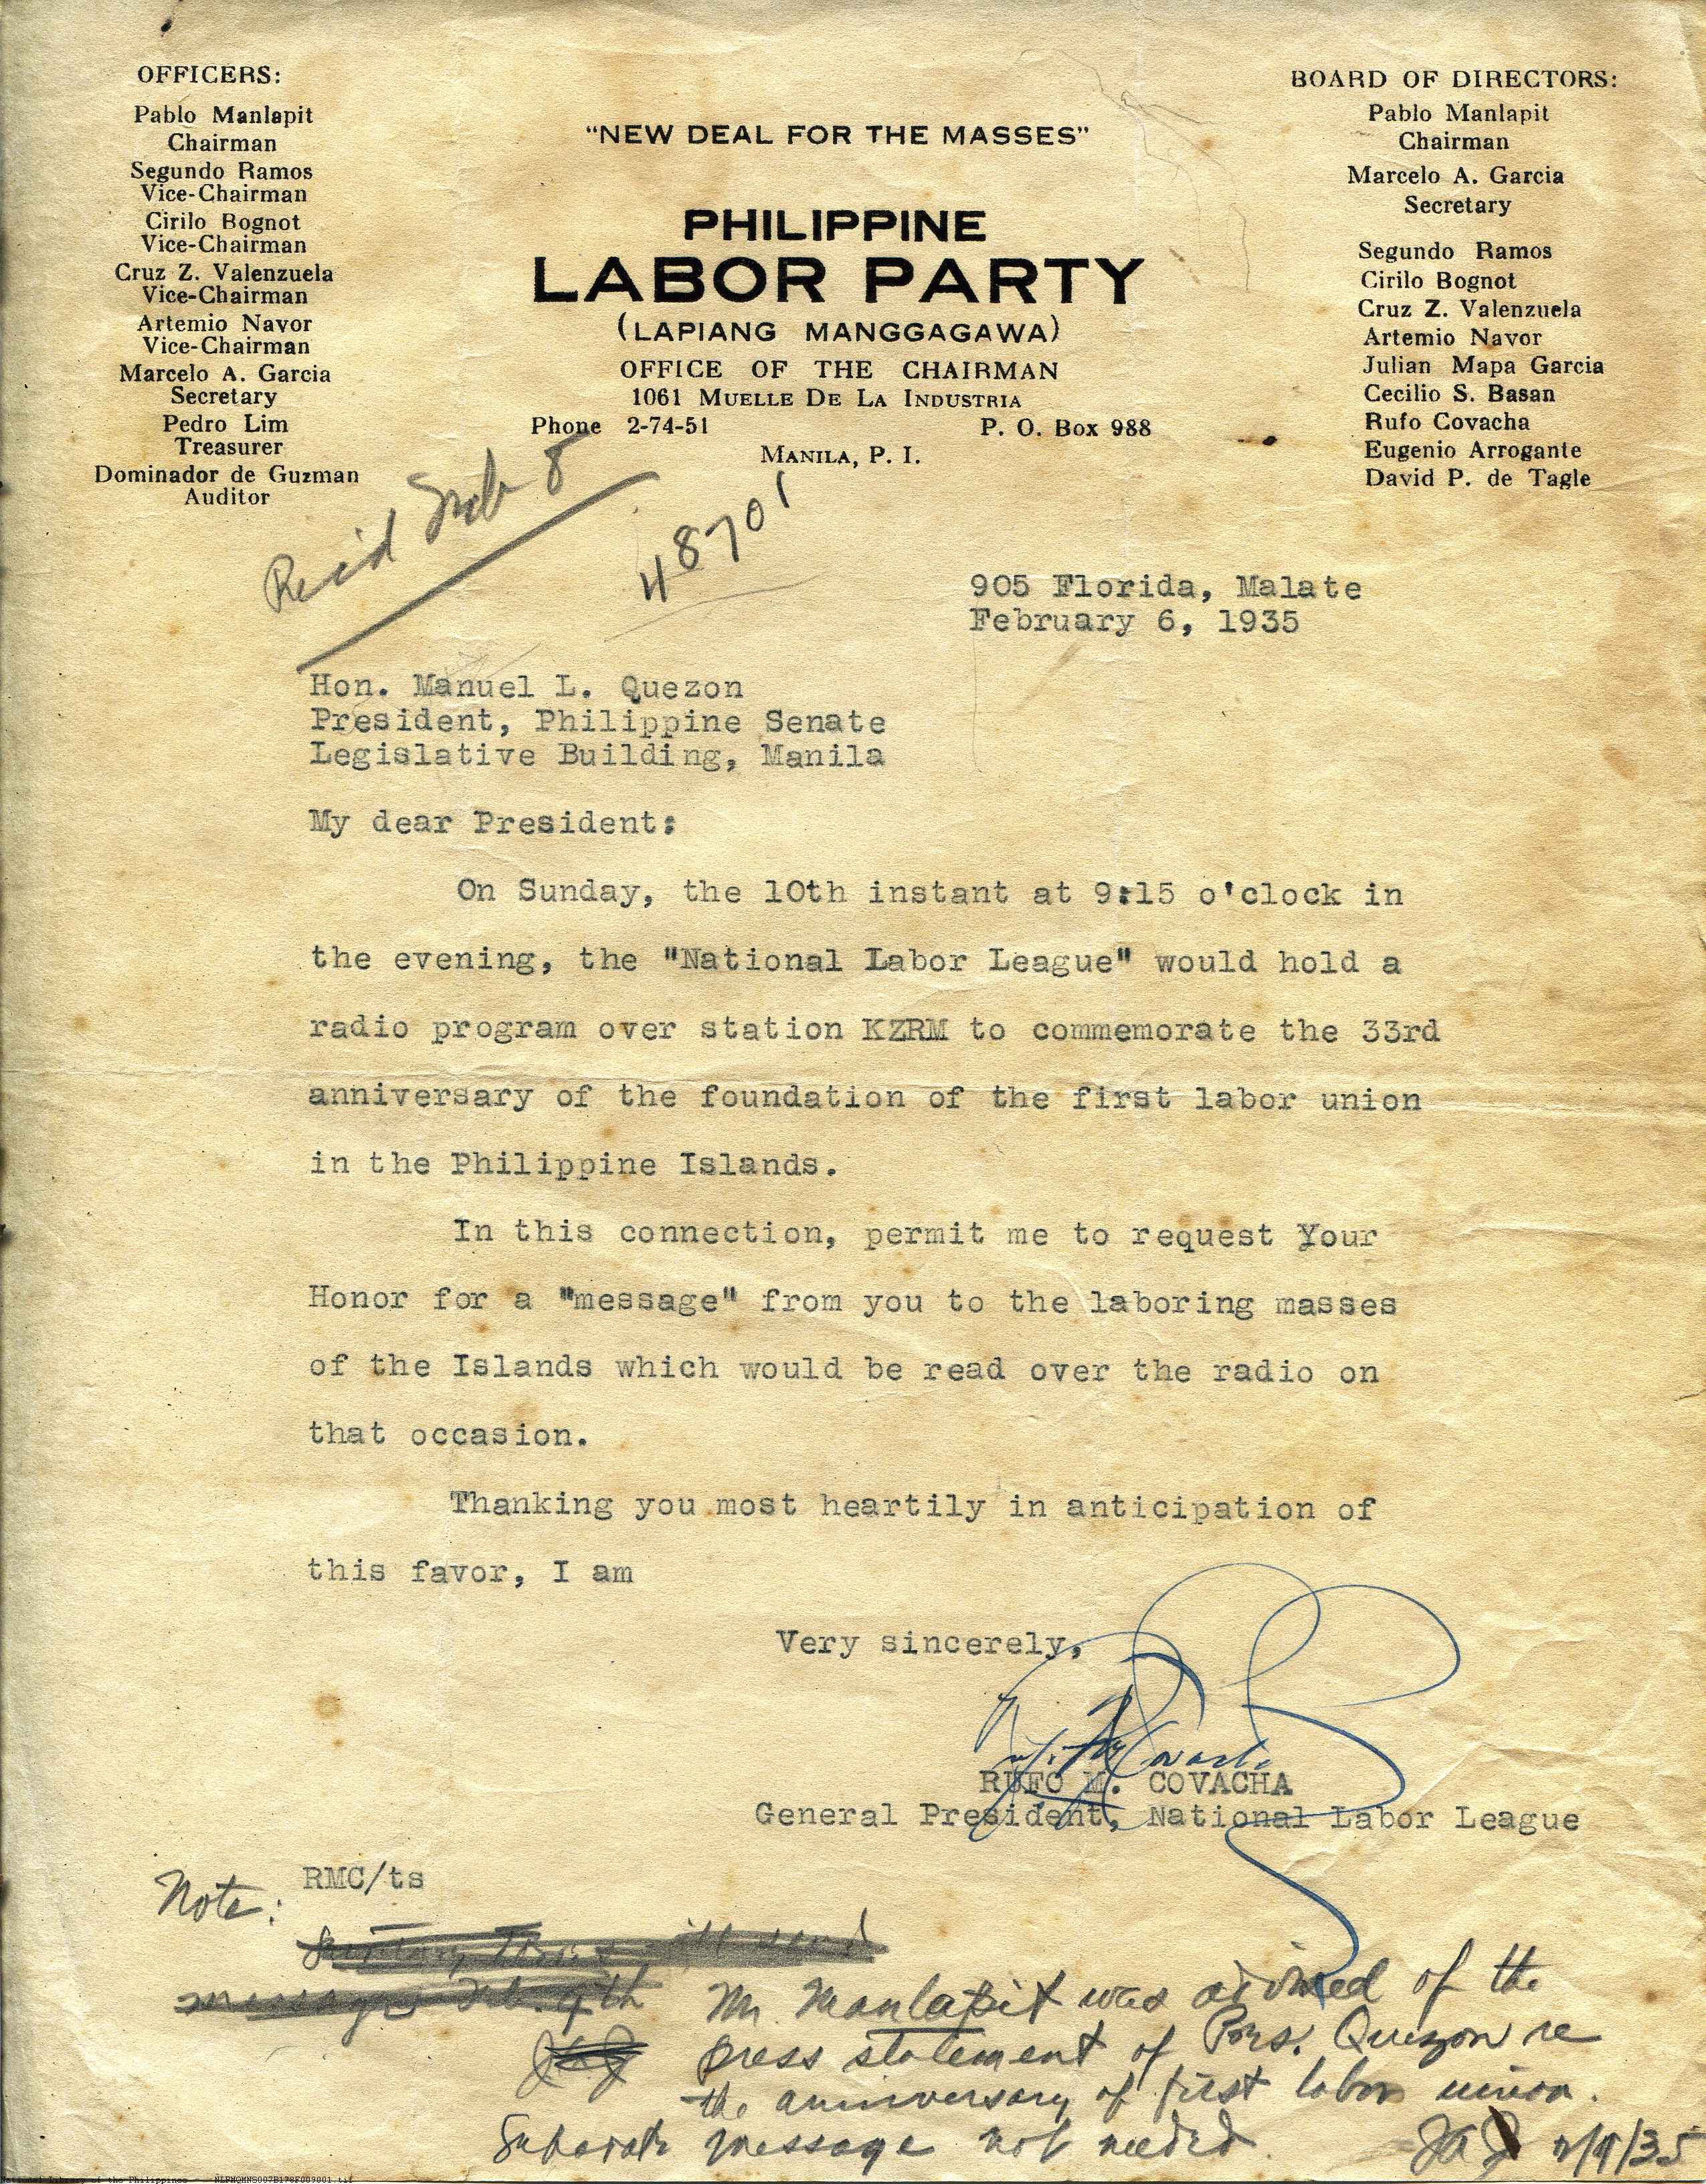 OFFICERS:
Pablo Manlapit
Chairman
Segundo Ramos
Vice-Chairman
Cirilo Bognot
Vice-Chairman
Cruz Z. Valenzuela
Vice-Chairman
Artemio Navor
Vice-Chairman
Marcelo A. Garcia
Secretary
Pedro Lim
Treasurer
Dominador de Guzman
Auditor
"NEW DEAL FOR THE MASSES"
PHILIPPINE
LABOR PARTY
(LAPIANG MANGGAGAWA)
OFFICE OF THE CHAIRMAN
1061 MUELLE DE LA INDUSTRIA
Phone 2-74-51 P. O. Box 988
MANILA, P. I.
BOARD OF DIRECTORS:
Pablo Manlapit
Chairman
Marcelo A. Garcia
Secretary
Segundo Ramos
Cirilo Bognot
Cruz Z. Valenzuela
Artemio Navor
Julian Mapa Garcia
Cecilio S. Basan
Rufo Covacha
Eugenio Arrogante
David P. de Tagle
Rec'd Feb 8
48701
905 Florida, Malate
February 6, 1935
Hon. Manuel L. Quezon
President, Philippine Senate
Legislative Building, Manila
My dear President:
On Sunday, the 10th instant at 9:15 o'clock in
the evening, the "National Labor League" would hold a
radio program over station KZRM to commemorate the 33rd
anniversary of the foundation of the first labor union
in the Philippine Islands.
In this connection, permit me to request Your
Honor for a "message" from you to the laboring masses
of the Islands which would be read over the radio on
that occasion.
Thanking you most heartily in anticipation of
this favor, I am
Very sincerely,
RUFO M. COVACHA
General President, National Labor League
RMC/ts
Note:
message Feb. 9th
Mr. Manlapit was advised of the
press statement of Pres. Quezon re
the anniversary of first labor union.
Separate message not needed
National Library of the Philippines